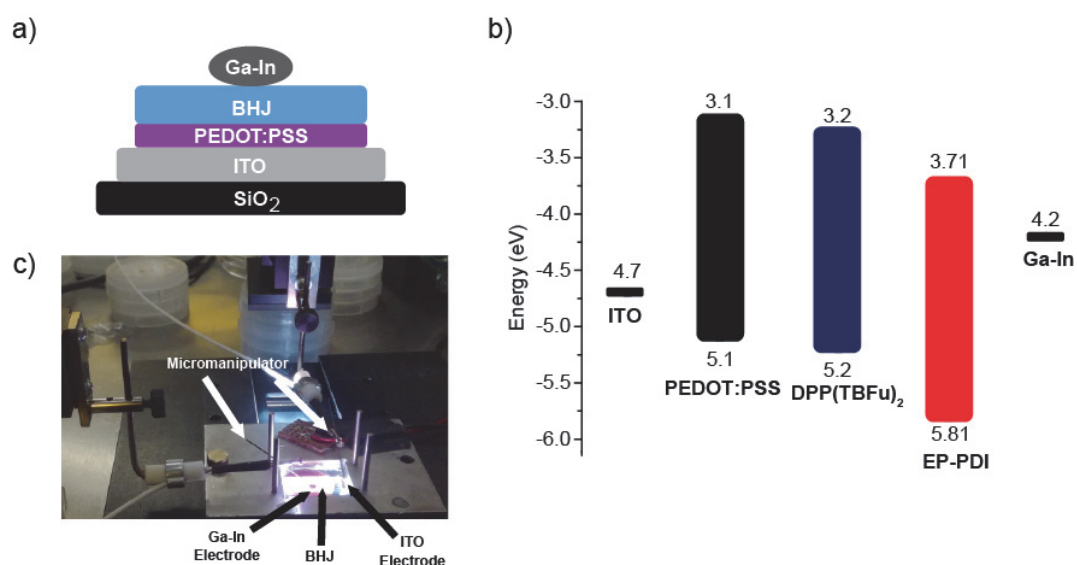 a)
Ga-In
BHJ
PEDOT:PSS
ITO
SiO2
b)
Energy (eV)
-3.0
-3.5
-4.0
-4.5
-5.0
-5.5
-6.0
4.7
ITO
3.1
5.1
PEDOT:PSS
3.2
5.2
DPP(TBFu)2
3.71
5.81
EP-PDI
4.2
Ga-In
c)
Micromanipulator
Ga-In
Electrode
BHJ
ITO
Electrode